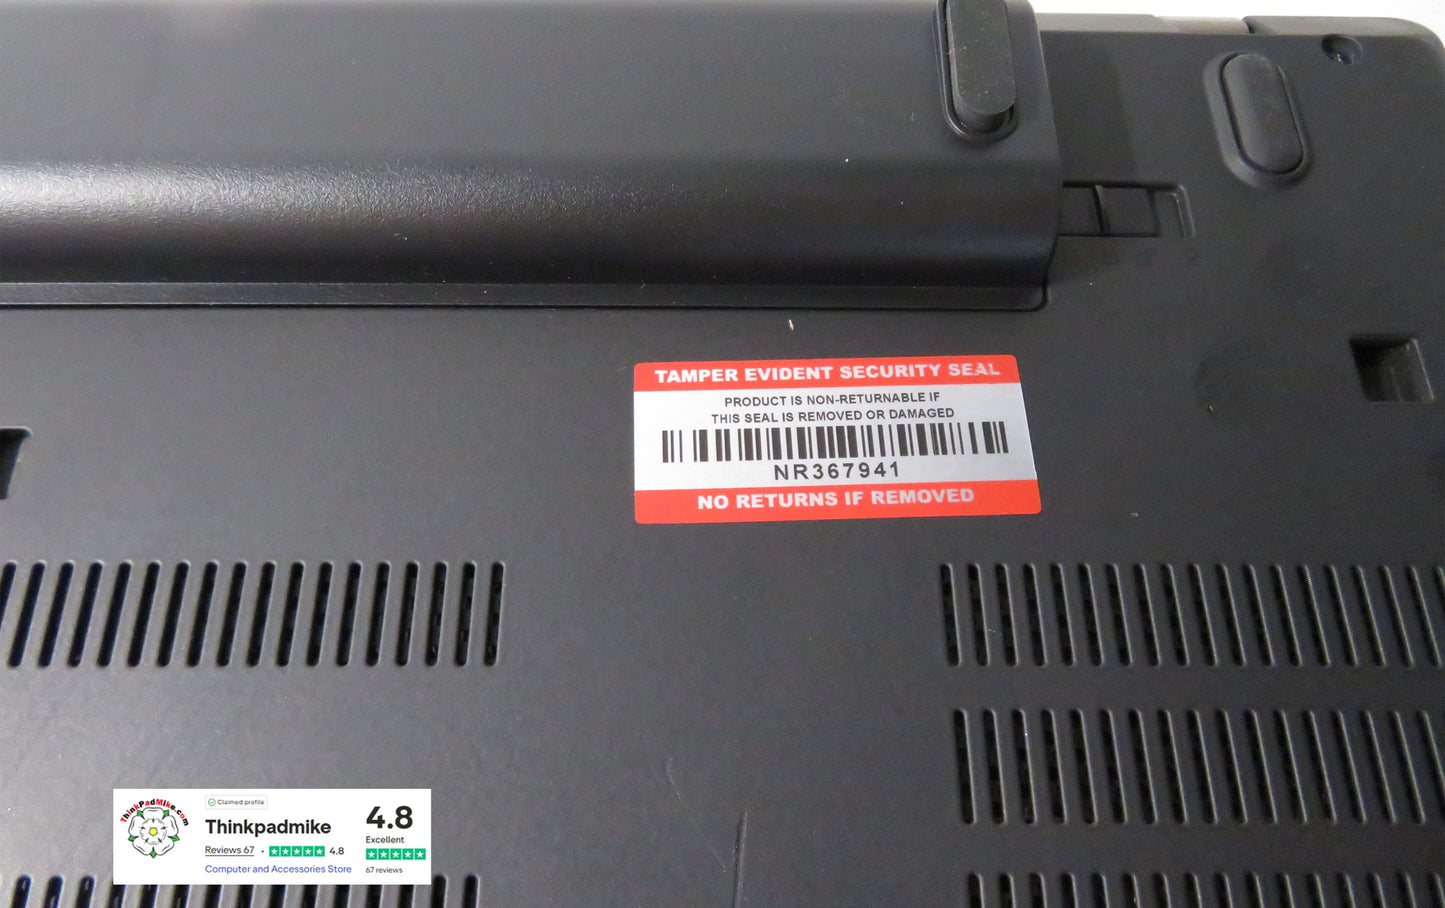 TAMPER EVIDENT SECURITY SEAL
PRODUCT IS NON-RETURNABLE IF
THIS SEAL IS REMOVED OR DAMAGED
NR367941
NO RETURNS IF REMOVED
ThinkPadMike.com
Claimed profile
Thinkpadmike
Reviews 67 • 4.8
Computer and Accessories Store
4.8
Excellent
67 reviews
2